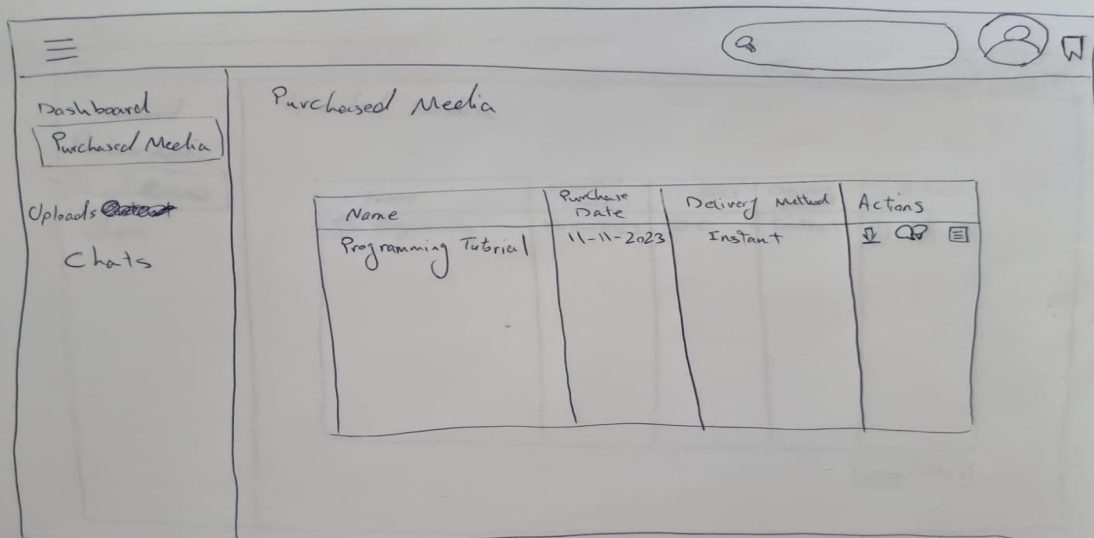 Dashboard
Purchased Media
Uploads
Chats
Purchased Media
Name
Purchase
Date
Delivery Method
Actions
Programming Tutorial
11-11-2023
Instant